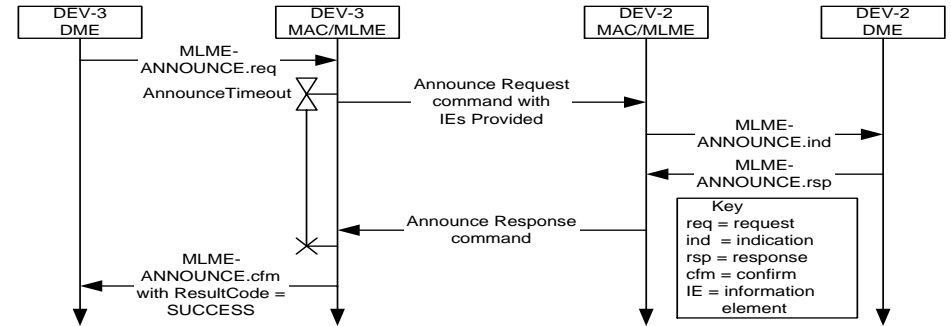 DEV-3
DME
DEV-3
MAC/MLME
DEV-2
MAC/MLME
DEV-2
DME
MLME-
ANNOUNCE.req
AnnounceTimeout
Announce Request
command with
IEs Provided
MLME-
ANNOUNCE.ind
MLME-
ANNOUNCE.rsp
Announce Response
command
MLME-
ANNOUNCE.cfm
with ResultCode =
SUCCESS
Key
req = request
ind = indication
rsp = response
cfm = confirm
IE = information
element